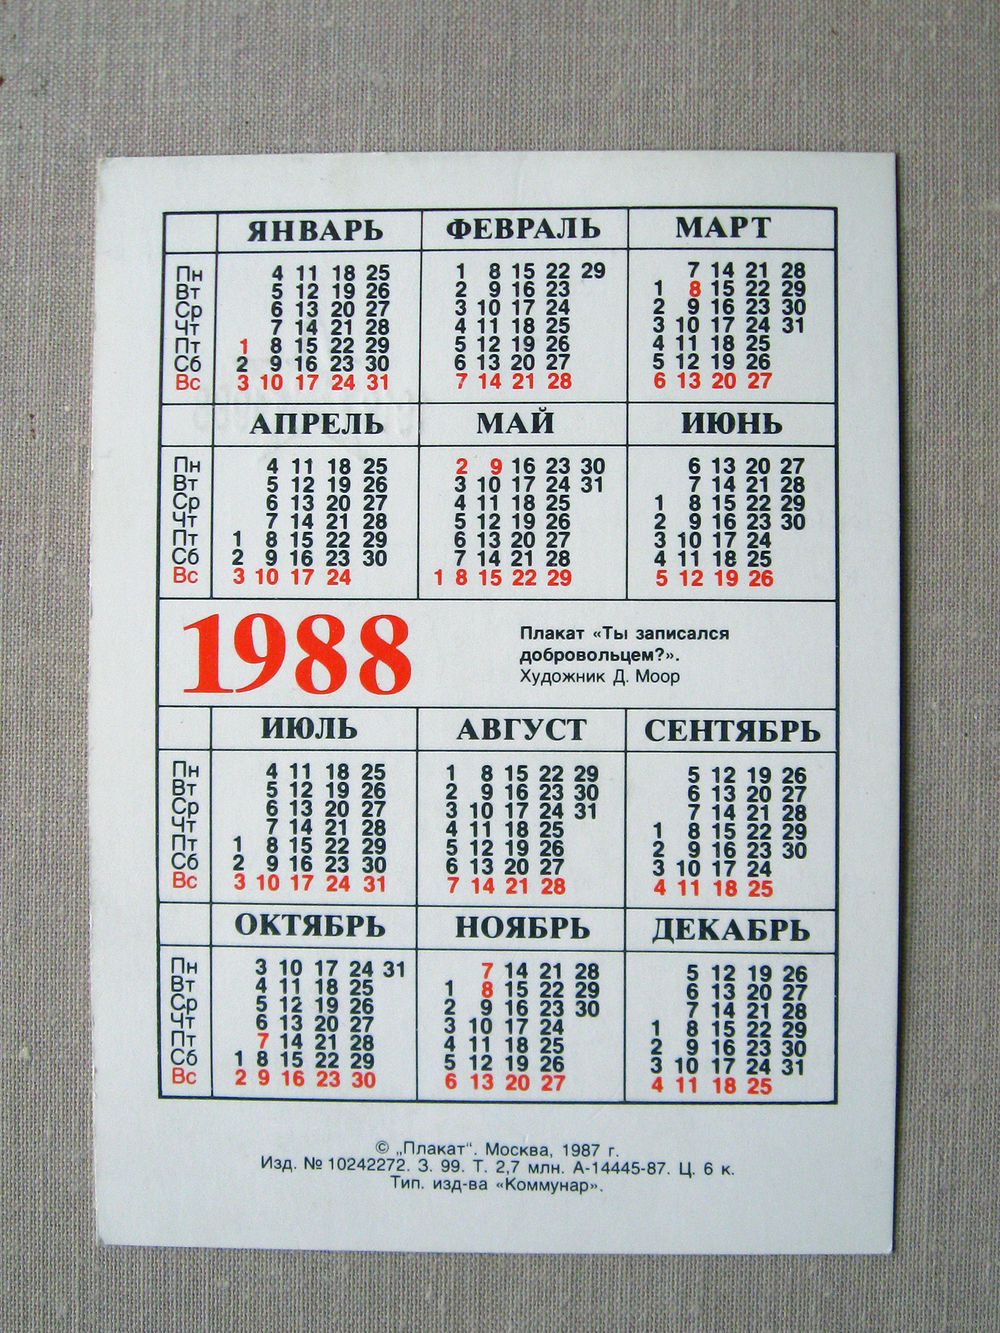 ЯНВАРЬ ФЕВРАЛЬ МАРТ
Пн 4 11 18 25 1 8 15 22 29 7 14 21 28
Вт 5 12 19 26 2 9 16 23 1 8 15 22 29
Ср 6 13 20 27 3 10 17 24 2 9 16 23 30
Чт 7 14 21 28 4 11 18 25 3 10 17 24 31
Пт 1 8 15 22 29 5 12 19 26 4 11 18 25
Сб 2 9 16 23 30 6 13 20 27 5 12 19 26
Вс 3 10 17 24 31 7 14 21 28 6 13 20 27
АПРЕЛЬ МАЙ ИЮНЬ
Пн 4 11 18 25 2 9 16 23 30 6 13 20 27
Вт 5 12 19 26 3 10 17 24 31 7 14 21 28
Ср 6 13 20 27 4 11 18 25 1 8 15 22 29
Чт 7 14 21 28 5 12 19 26 2 9 16 23 30
Пт 1 8 15 22 29 6 13 20 27 3 10 17 24
Сб 2 9 16 23 30 7 14 21 28 4 11 18 25
Вс 3 10 17 24 1 8 15 22 29 5 12 19 26
1988
Плакат «Ты записался
добровольцем?».
Художник Д. Моор
ИЮЛЬ АВГУСТ СЕНТЯБРЬ
Пн 4 11 18 25 1 8 15 22 29 5 12 19 26
Вт 5 12 19 26 2 9 16 23 30 6 13 20 27
Ср 6 13 20 27 3 10 17 24 31 7 14 21 28
Чт 7 14 21 28 4 11 18 25 1 8 15 22 29
Пт 1 8 15 22 29 5 12 19 26 2 9 16 23 30
Сб 2 9 16 23 30 6 13 20 27 3 10 17 24
Вс 3 10 17 24 31 7 14 21 28 4 11 18 25
ОКТЯБРЬ НОЯБРЬ ДЕКАБРЬ
Пн 3 10 17 24 31 7 14 21 28 5 12 19 26
Вт 4 11 18 25 1 8 15 22 29 6 13 20 27
Ср 5 12 19 26 2 9 16 23 30 7 14 21 28
Чт 6 13 20 27 3 10 17 24 1 8 15 22 29
Пт 7 14 21 28 4 11 18 25 2 9 16 23 30
Сб 1 8 15 22 29 5 12 19 26 3 10 17 24 31
Вс 2 9 16 23 30 6 13 20 27 4 11 18 25
© „Плакат“. Москва, 1987 г.
Изд. № 10242272. З. 99. Т. 2,7 млн. А-14445-87. Ц. 6 к.
Тип. изд-ва «Коммунар».